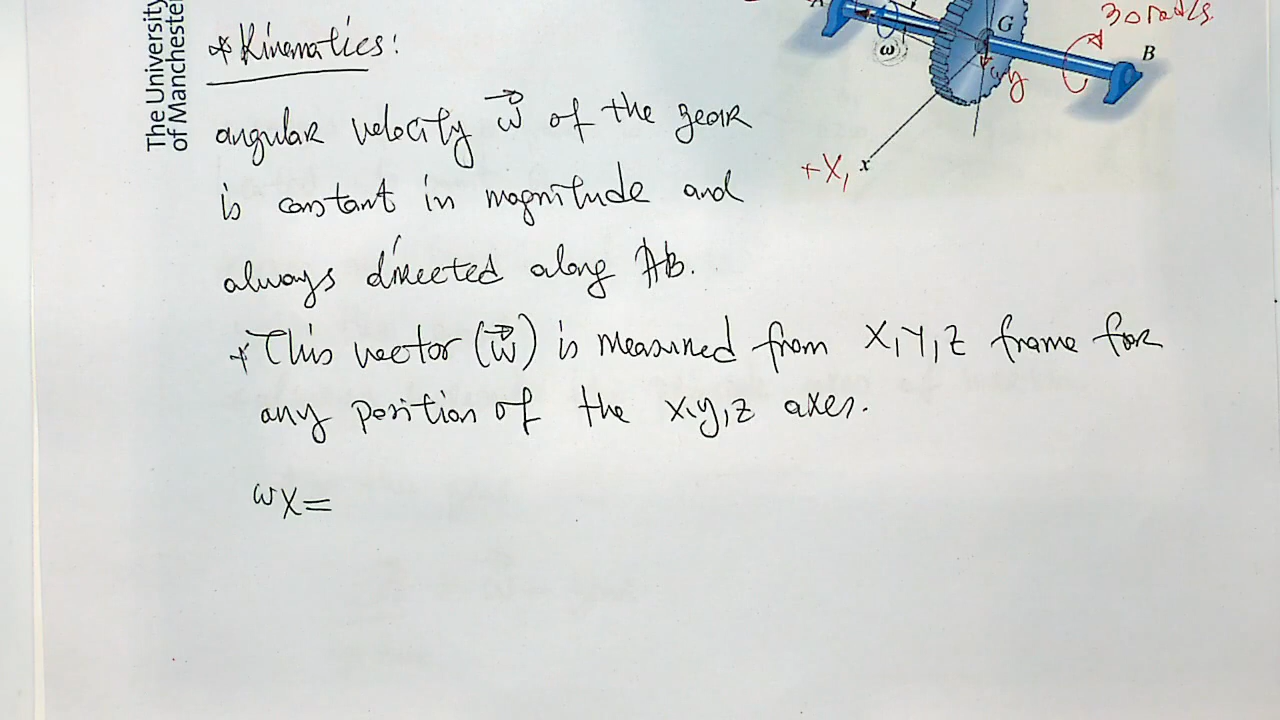 The University
of Manchester
* Kinematics:
angular velocity ω of the gear
is constant in magnitude and
always directed along AB.
* This vector (ω) is measured from X,Y,Z frame for
any position of the x,y,z axes.
ωx=
A
ω
G
30 rad/s.
B
y
+X, x